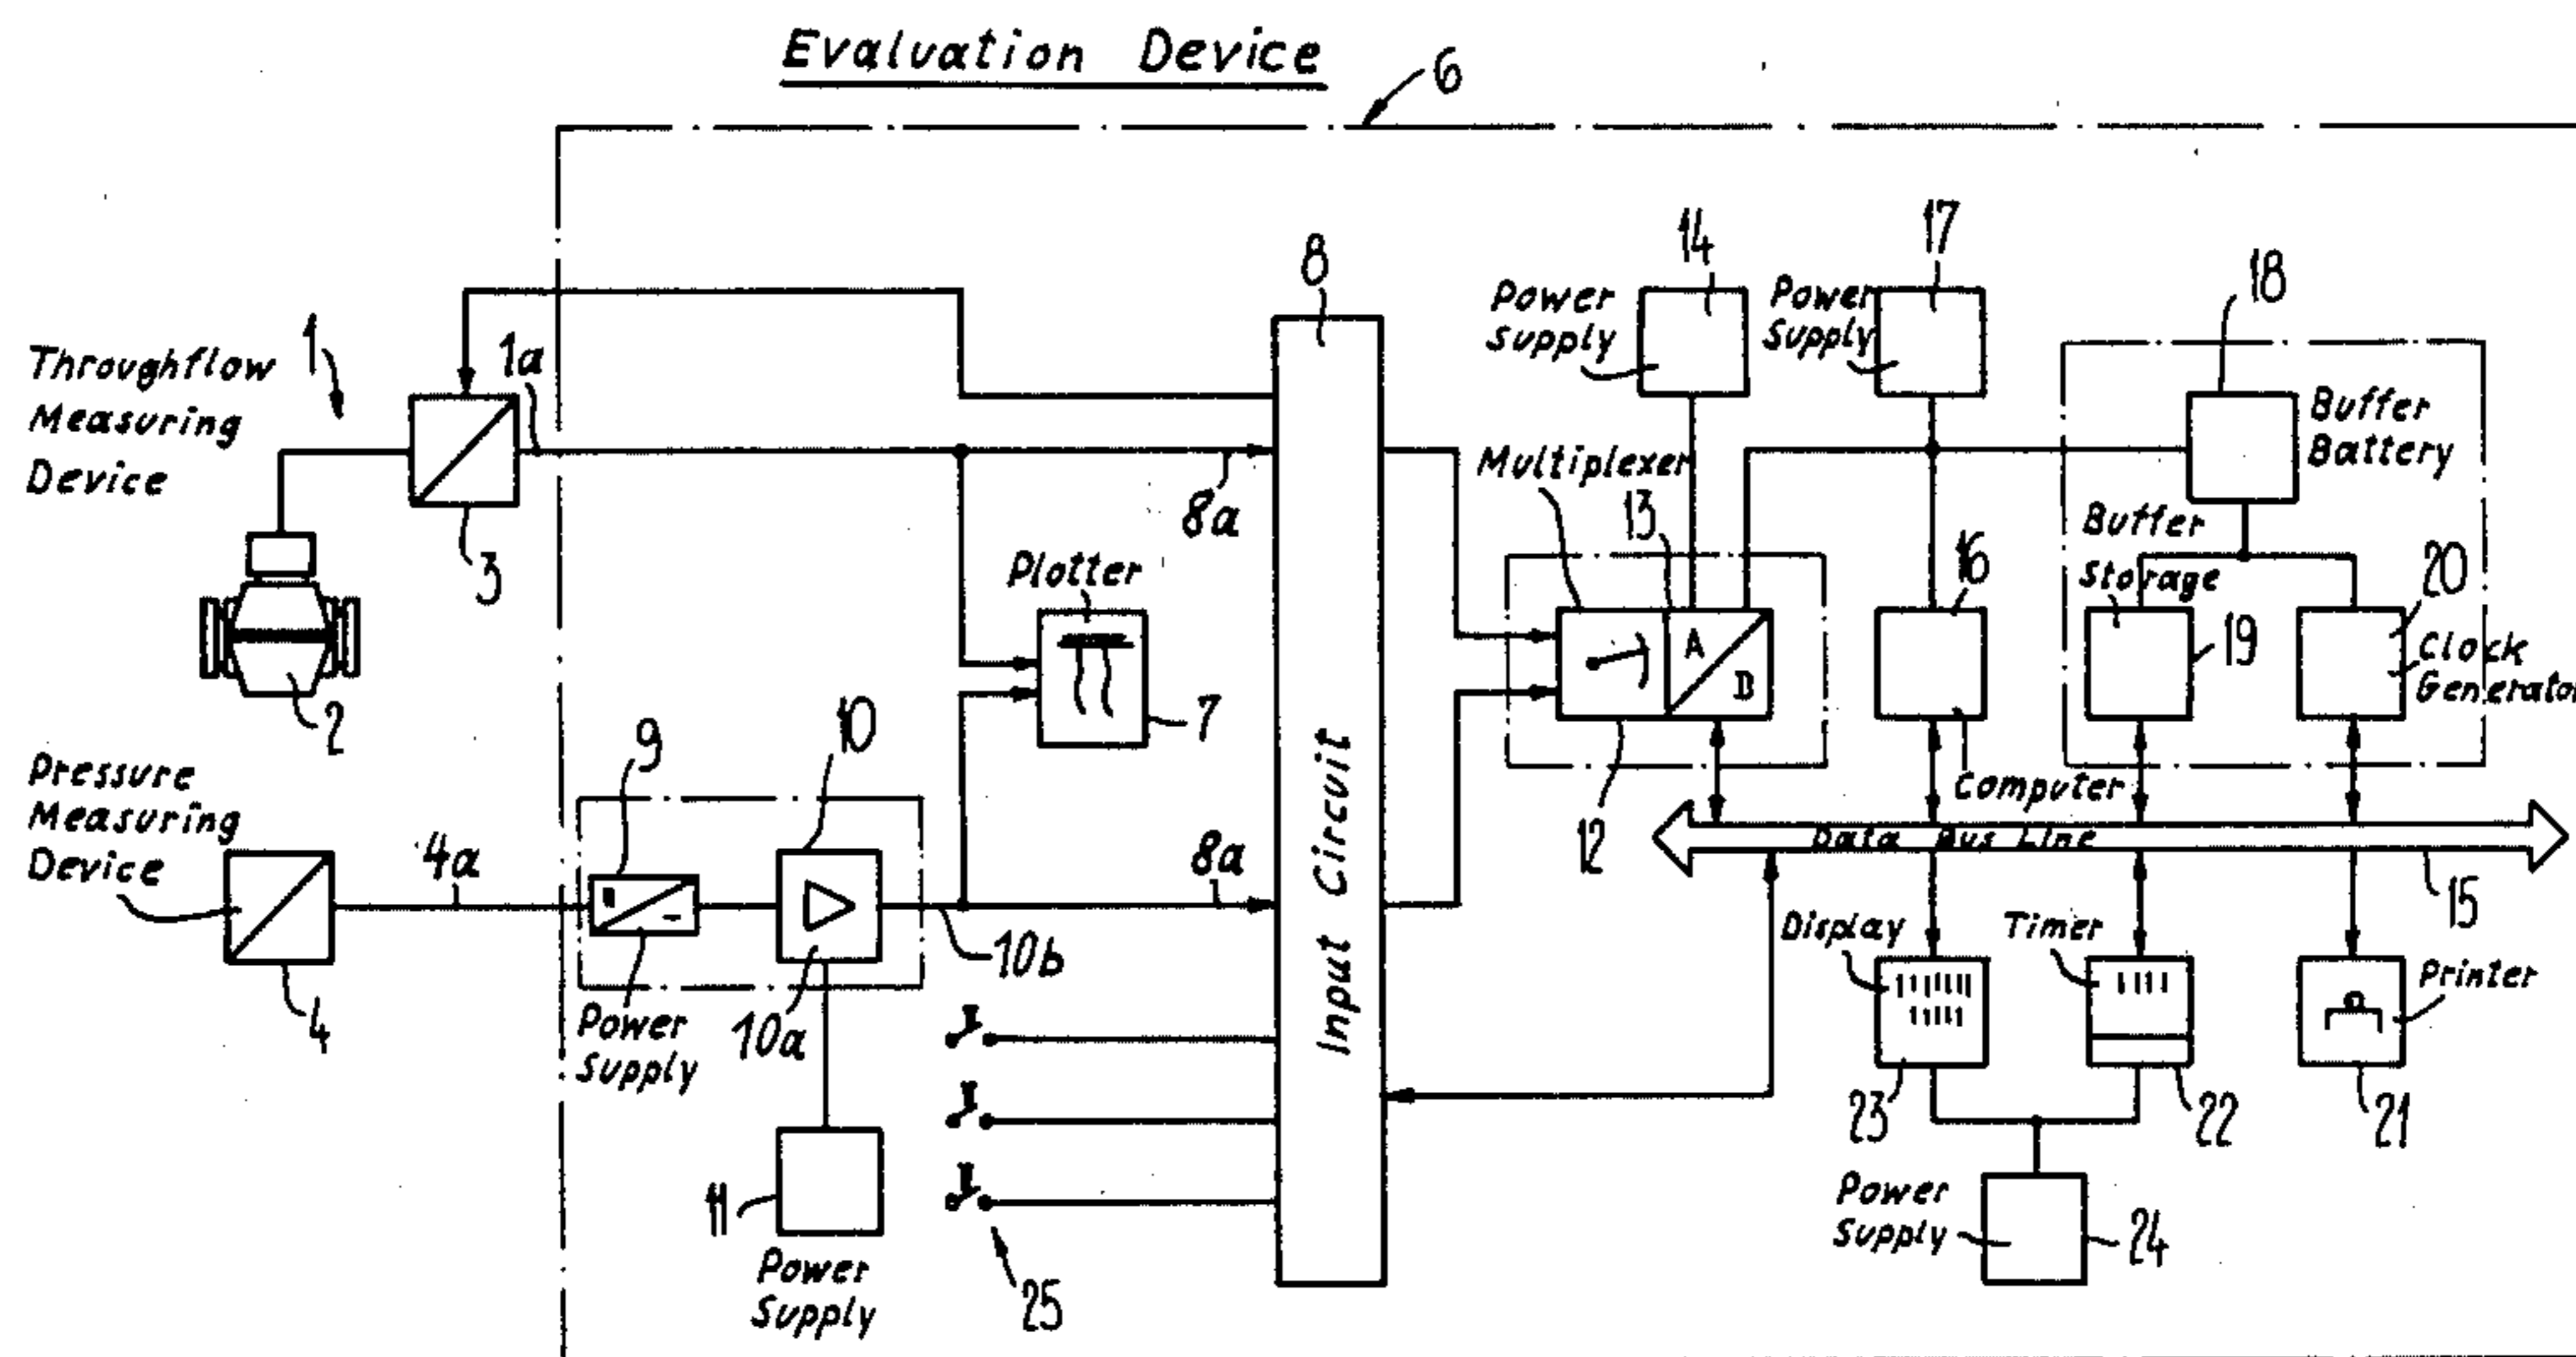 Evaluation Device
6
Throughflow
Measuring
Device
1
1a
3
2
Pressure
Measuring
Device
4
4a
9
Power
Supply
10
10a
10b
11
Power
Supply
Plotter
7
8a
8a
25
8
Input Circuit
Power
Supply
14
Power
Supply
17
18
Buffer
Battery
Multiplexer
13
A
D
12
16
Computer
Buffer
Storage
19
20
Clock
Generator
Data Bus Line
15
Display
23
Timer
22
Printer
21
Power
Supply
24